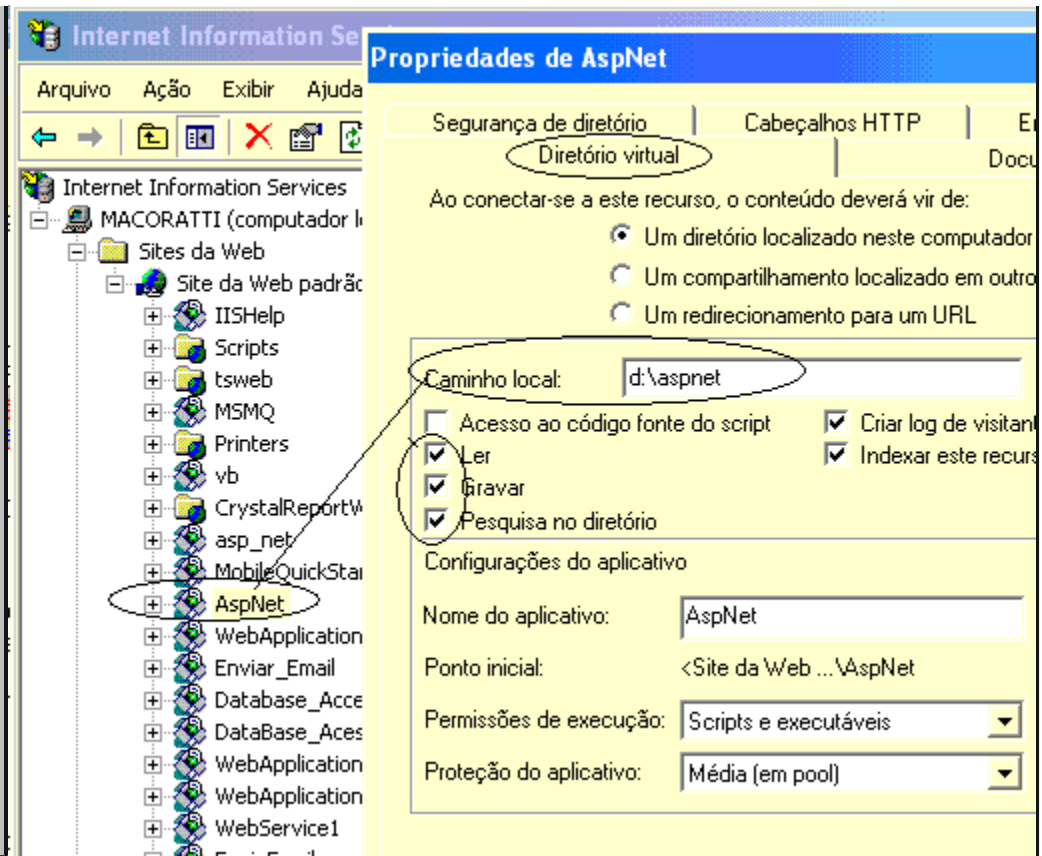 Internet Information Se
Arquivo Ação Exibir Ajuda
Internet Information Services
MACORATTI (computador l
Sites da Web
Site da Web padrão
IISHelp
Scripts
tsweb
MSMQ
Printers
vb
CrystalReportW
asp_net
MobileQuickStar
AspNet
WebApplication
Enviar_Email
Database_Acce
DataBase_Aces
WebApplication
WebApplication
WebService1
Propriedades de AspNet
Segurança de diretório Cabeçalhos HTTP
Diretório virtual Docu
Ao conectar-se a este recurso, o conteúdo deverá vir de:
Um diretório localizado neste computador
Um compartilhamento localizado em outro
Um redirecionamento para um URL
Caminho local: d:\aspnet
Acesso ao código fonte do script Criar log de visitant
Ler Indexar este recurs
Gravar
Pesquisa no diretório
Configurações do aplicativo
Nome do aplicativo: AspNet
Ponto inicial: <Site da Web ...\AspNet
Permissões de execução: Scripts e executáveis
Proteção do aplicativo: Média (em pool)